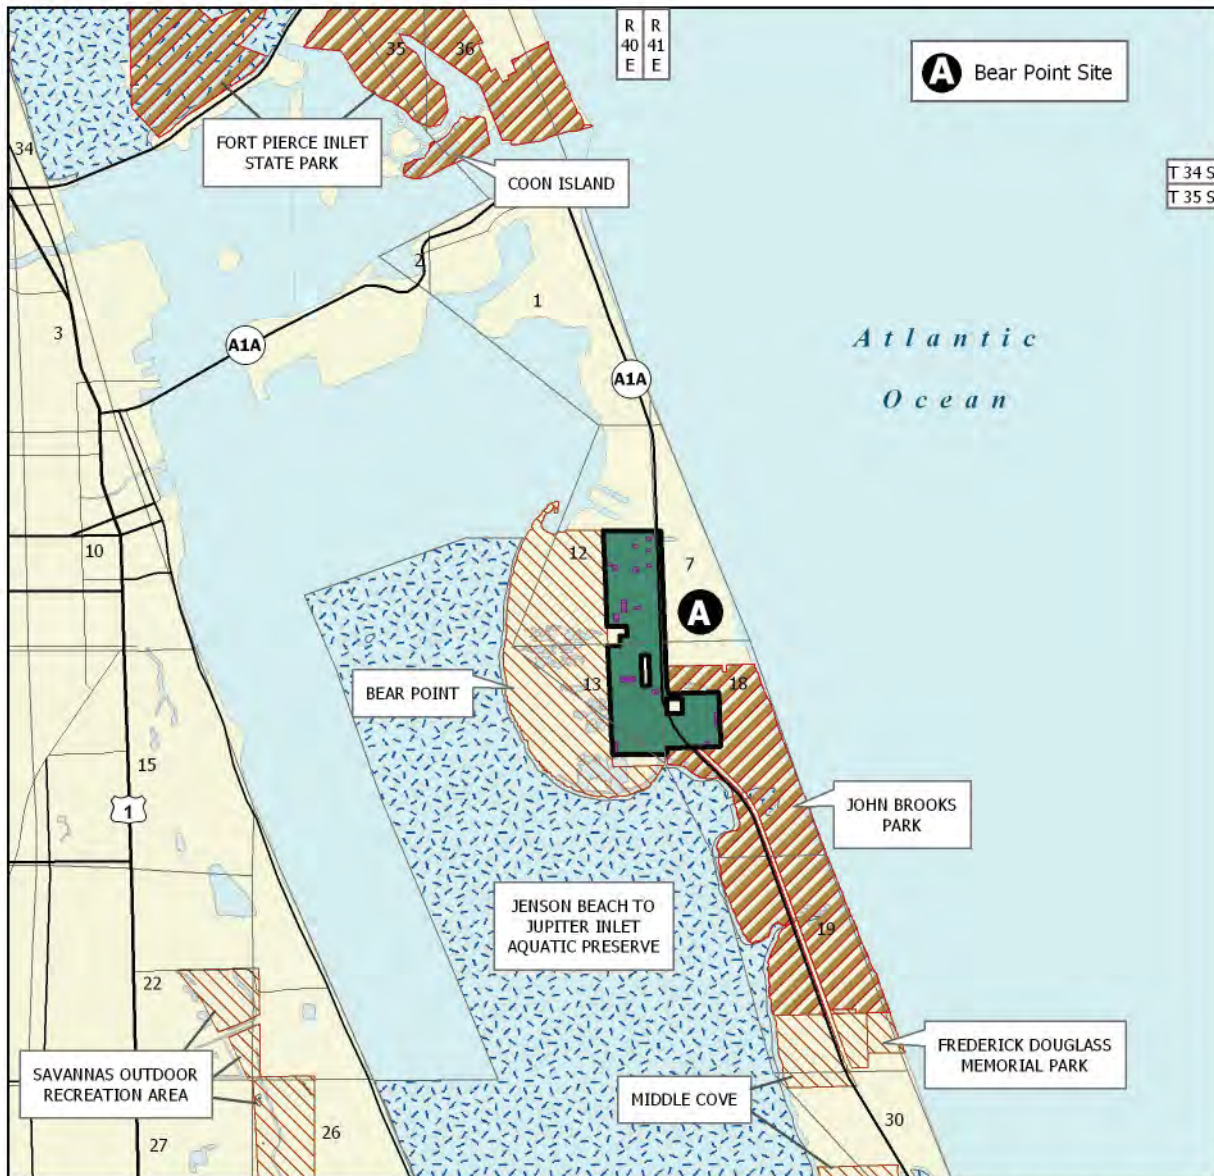 R
40
E
R
41
E
A Bear Point Site
35
36
34
FORT PIERCE INLET
STATE PARK
COON ISLAND
T 34 S
T 35 S
2
1
3
A1A
A1A
Atlantic
Ocean
10
12
7
A
BEAR POINT
13
18
15
1
JOHN BROOKS
PARK
JENSON BEACH TO
JUPITER INLET
AQUATIC PRESERVE
19
22
SAVANNAS OUTDOOR
RECREATION AREA
FREDERICK DOUGLASS
MEMORIAL PARK
MIDDLE COVE
30
26
27